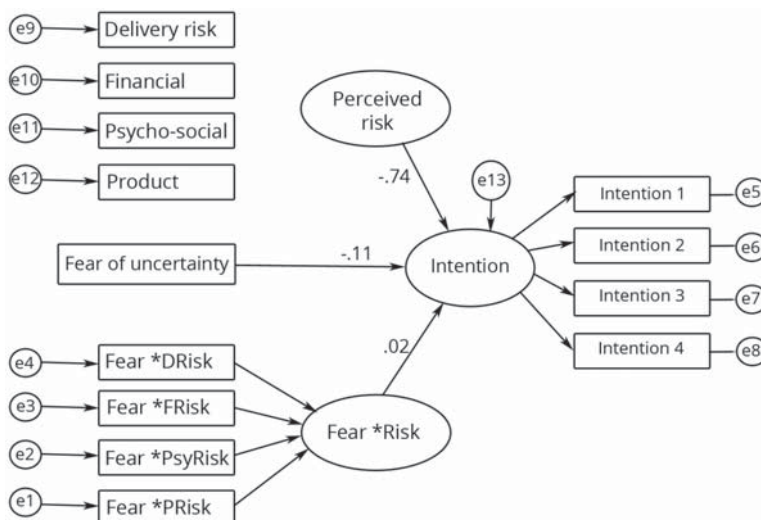 e9
Delivery risk
e10
Financial
e11
Psycho-social
e12
Product
Perceived
risk
-.74
e13
Fear of uncertainty
-.11
Intention
Intention 1
e5
Intention 2
e6
Intention 3
e7
Intention 4
e8
.02
e4
Fear *DRisk
e3
Fear *FRisk
e2
Fear *PsyRisk
e1
Fear *PRisk
Fear *Risk